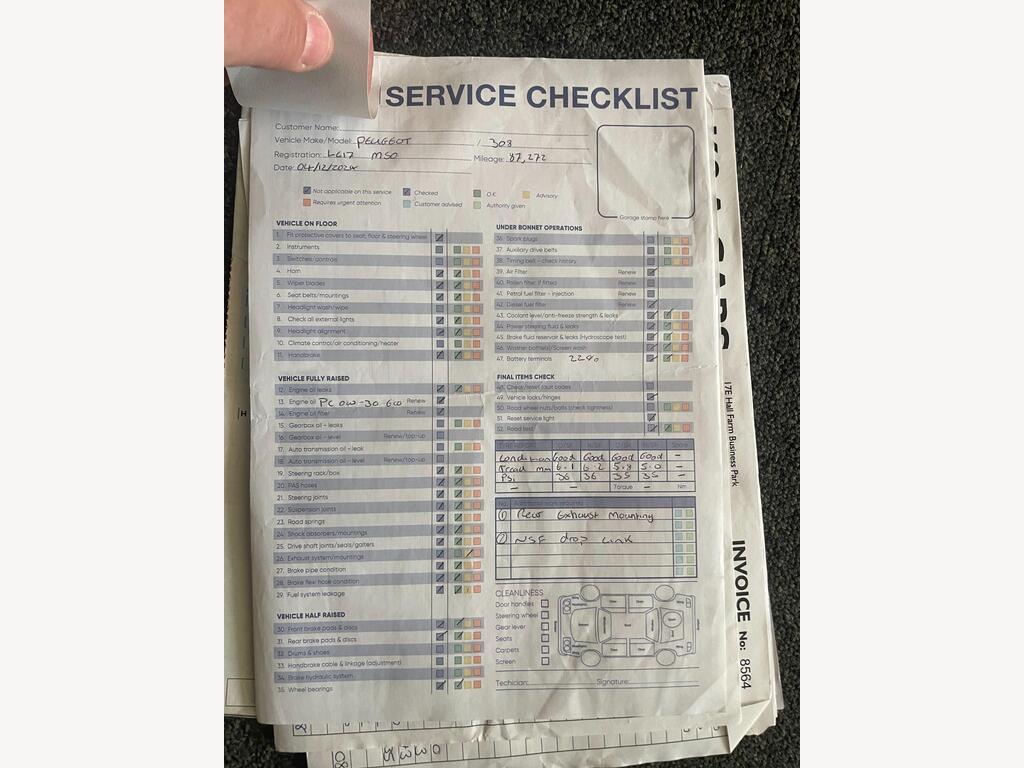 SERVICE CHECKLIST
Customer Name:
Vehicle Make/Model: PEUGEOT / 308
Registration: LG17 MSO Mileage: 87,272
Date: 04/12/2024
Not applicable on this service Checked O.K Advisory
Requires urgent attention Customer advised Authority given
Garage stamp here
VEHICLE ON FLOOR
1. Fit protective covers to seat, floor & steering wheel
2. Instruments
3. Switches/controls
4. Horn
5. Wiper blades
6. Seat belts/mountings
7. Headlight wash/wipe
8. Check all external lights
9. Headlight alignment
10. Climate control/air conditioning/heater
11. Handbrake
VEHICLE FULLY RAISED
12. Engine oil leaks
13. Engine oil PC 0W-30 Renew
14. Engine oil filter Renew
15. Gearbox oil - leaks
16. Gearbox oil - level Renew/top-up
17. Auto transmission oil - leak
18. Auto transmission oil - level Renew/top-up
19. Steering rack/box
20. PAS hoses
21. Steering joints
22. Suspension joints
23. Road springs
24. Shock absorbers/mountings
25. Drive shaft joints/seals/gaiters
26. Exhaust system/mountings
27. Brake pipe condition
28. Brake flexi hose condition
29. Fuel system leakage
VEHICLE HALF RAISED
30. Front brake pads & discs
31. Rear brake pads & discs
32. Drums & shoes
33. Handbrake cable & linkage (adjustment)
34. Brake hydraulic system
35. Wheel bearings
UNDER BONNET OPERATIONS
36. Spark plugs
37. Auxiliary drive belts
38. Timing belt - check history
39. Air Filter Renew
40. Pollen filter, if fitted Renew
41. Petrol fuel filter - injection Renew
42. Diesel fuel filter Renew
43. Coolant level/anti-freeze strength & leaks
44. Power steering fluid & leaks
45. Brake fluid reservoir & leaks (Hydroscope test)
46. Washer bottle(s)/Screen wash
47. Battery terminals
FINAL ITEMS CHECK
48. Check/reset fault codes
49. Vehicle locks/hinges
50. Road wheel nuts/bolts (check tightness)
51. Reset service light
52. Road test
TYRE REPORT O/S/F N/S/F O/S/R N/S/R Spare
Condition Good Good Good Good -
Tread mm 6.1 6.2 5.8 5.0 -
Psi 36 36 35 35 -
- - Torque - Nm
No. Additional work required
① Rear Exhaust Mounting
② NSF drop link
CLEANLINESS
Door handles
Steering wheel
Gear lever
Seats
Carpets
Screen
Techician: Signature:
17E Hall Farm Business Park
INVOICE No: 8564